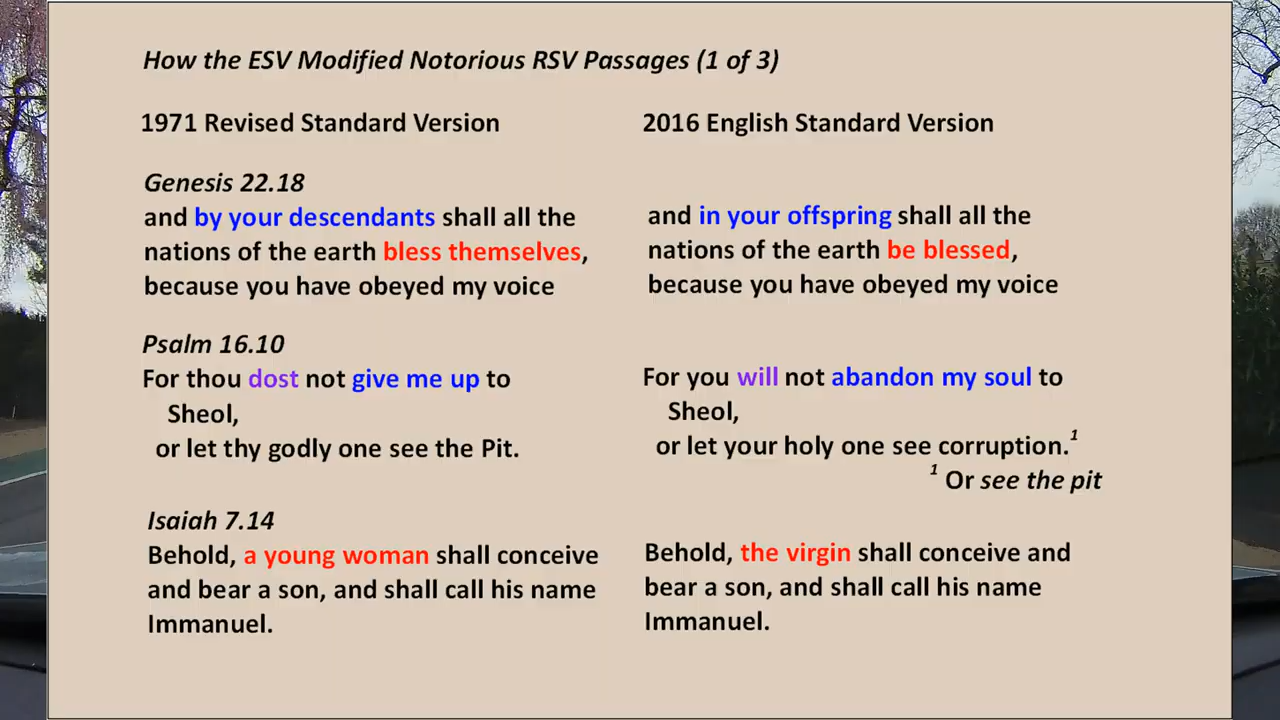 How the ESV Modified Notorious RSV Passages (1 of 3)
1971 Revised Standard Version
2016 English Standard Version
Genesis 22.18
and by your descendants shall all the
nations of the earth bless themselves,
because you have obeyed my voice
and in your offspring shall all the
nations of the earth be blessed,
because you have obeyed my voice
Psalm 16.10
For thou dost not give me up to
Sheol,
or let thy godly one see the Pit.
For you will not abandon my soul to
Sheol,
or let your holy one see corruption.¹
¹ Or see the pit
Isaiah 7.14
Behold, a young woman shall conceive
and bear a son, and shall call his name
Immanuel.
Behold, the virgin shall conceive and
bear a son, and shall call his name
Immanuel.